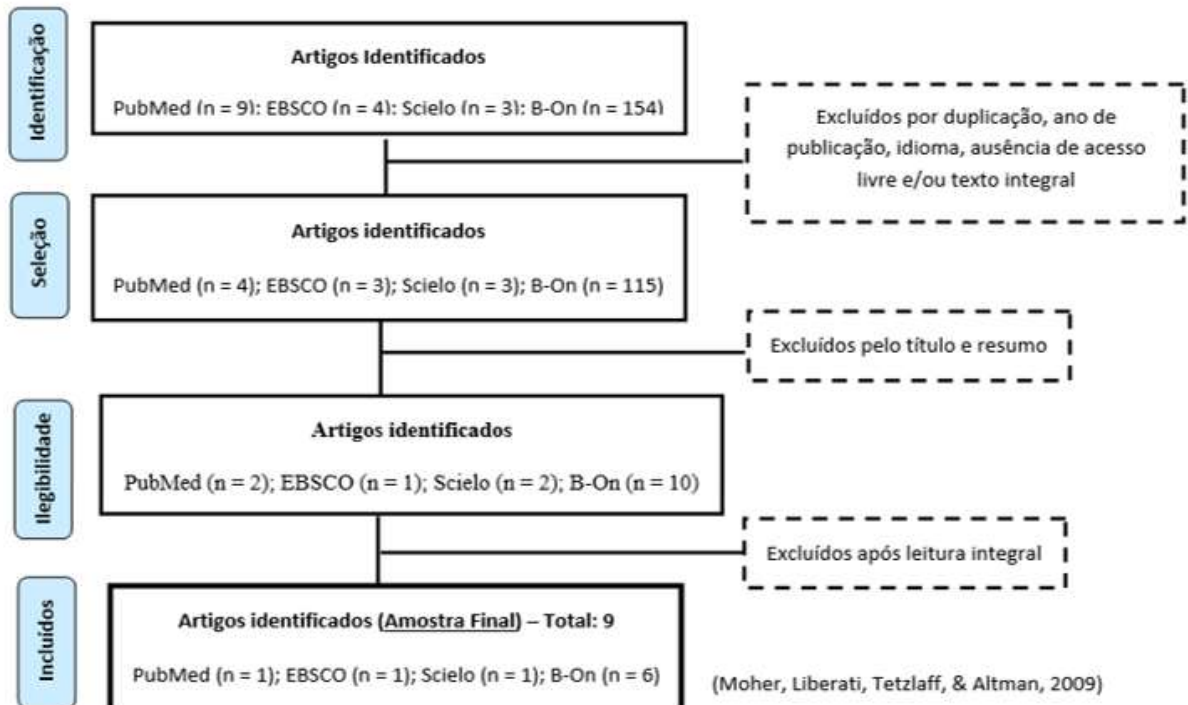 Identificação
Artigos Identificados
PubMed (n = 9); EBSCO (n = 4); Scielo (n = 3); B-On (n = 154)
Excluídos por duplicação, ano de
publicação, idioma, ausência de acesso
livre e/ou texto integral
Seleção
Artigos identificados
PubMed (n = 4); EBSCO (n = 3); Scielo (n = 3); B-On (n = 115)
Excluídos pelo título e resumo
Ilegibilidade
Artigos identificados
PubMed (n = 2); EBSCO (n = 1); Scielo (n = 2); B-On (n = 10)
Excluídos após leitura integral
Incluídos
Artigos identificados (Amostra Final) – Total: 9
PubMed (n = 1); EBSCO (n = 1); Scielo (n = 1); B-On (n = 6)
(Moher, Liberati, Tetzlaff, & Altman, 2009)